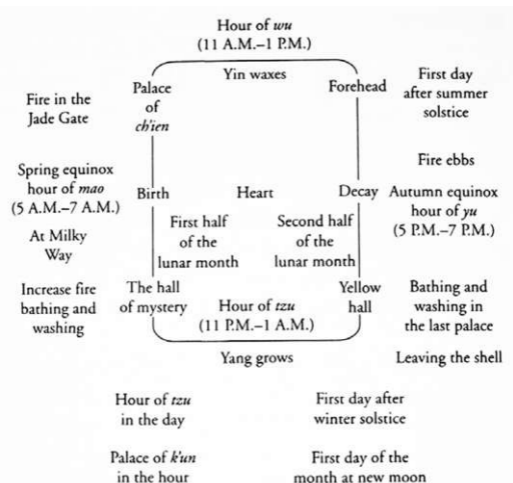 Hour of wu
(11 A.M.–1 P.M.)
Yin waxes
Fire in the
Jade Gate
Palace
of
ch'ien
Forehead
First day
after summer
solstice
Fire ebbs
Spring equinox
hour of mao
(5 A.M.–7 A.M.)
Birth
Heart
Decay
Autumn equinox
hour of yu
(5 P.M.–7 P.M.)
At Milky
Way
First half
of the
lunar month
Second half
of the
lunar month
Increase fire
bathing and
washing
The hall
of mystery
Hour of tzu
(11 P.M.–1 A.M.)
Yellow
hall
Bathing and
washing in
the last palace
Yang grows
Leaving the shell
Hour of tzu
in the day
First day after
winter solstice
Palace of k'un
in the hour
First day of the
month at new moon